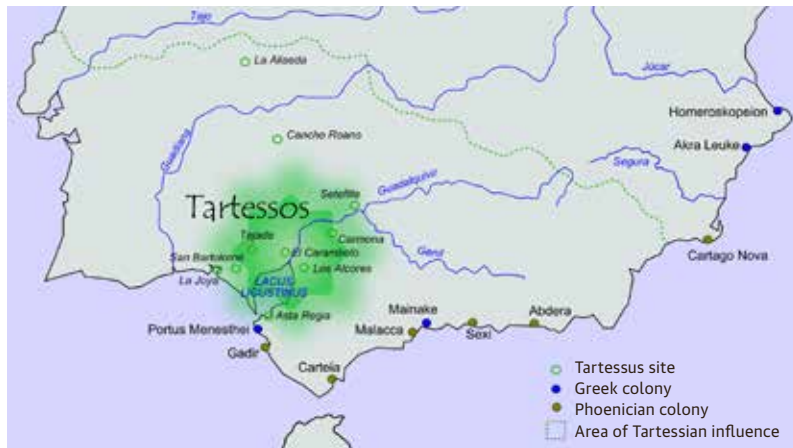 Tajo
La Aliseda
Júcar
Homeroskopeion
Cancho Roano
Guadiana
Akra Leuke
Segura
Setefilla
Guadalquivir
Tartessos
Carmona
Tejada
Cartago Nova
San Bartolomé
El Carambolo
Genil
La Joya
Los Alcores
LACUS
LIGUSTINUS
Asta Regia
Mainake
Portus Menesthei
Malacca
Sexi
Abdera
Gadir
Carteia
Tartessus site
Greek colony
Phoenician colony
Area of Tartessian influence